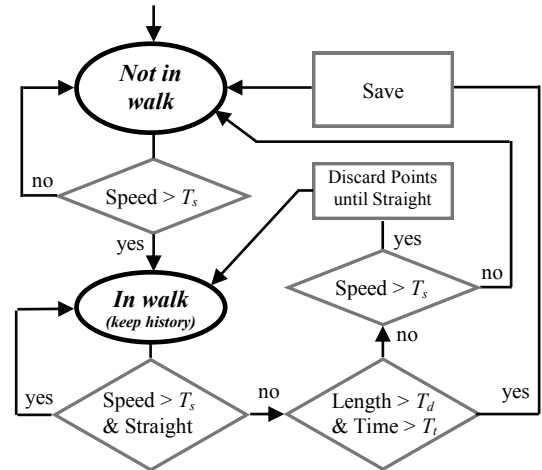 Not in
walk
Save
no
Speed > Ts
Discard Points
until Straight
yes
yes
In walk
(keep history)
Speed > Ts
no
no
yes
Speed > Ts
& Straight
no
Length > Td
& Time > Tt
yes